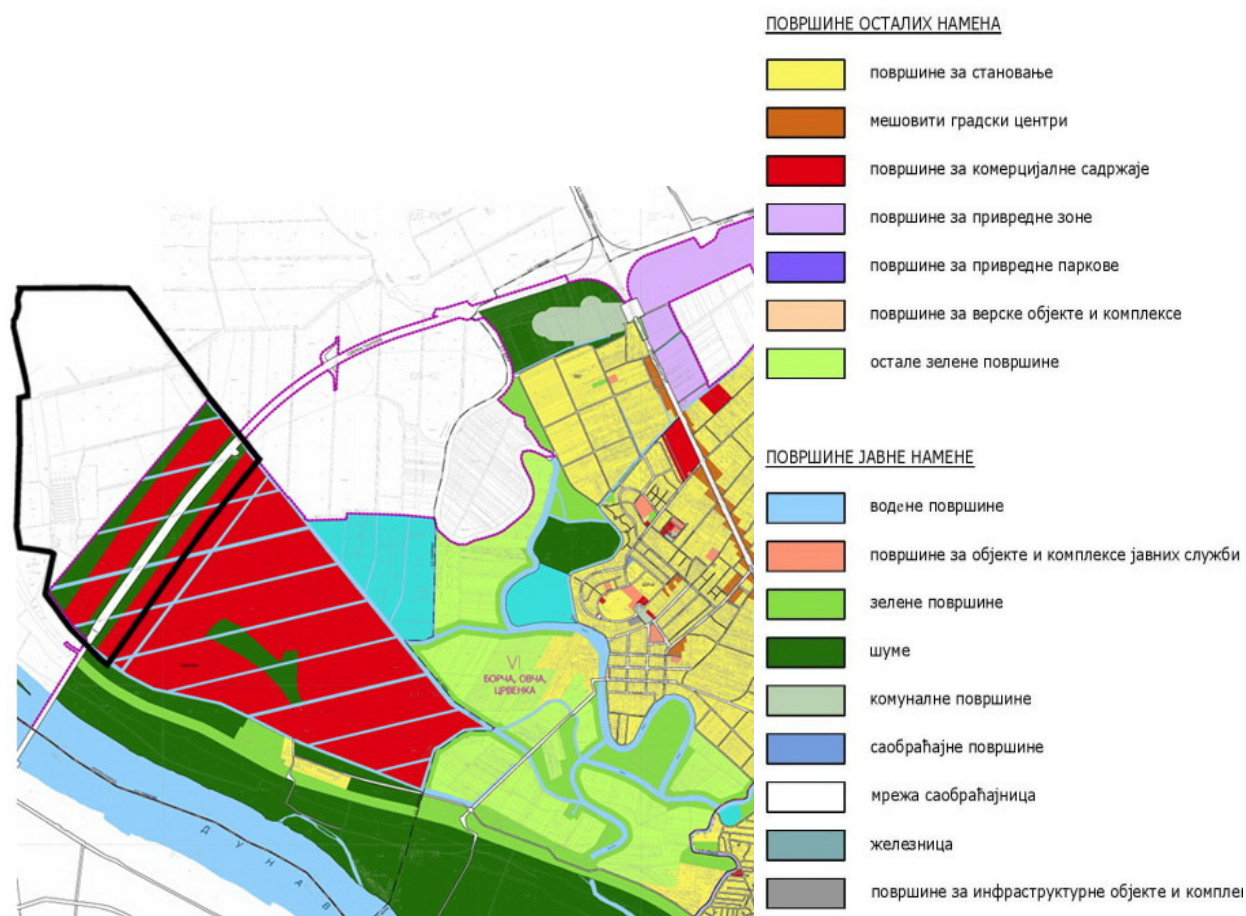 ПОВРШИНЕ ОСТАЛИХ НАМЕНА
површине за становање
мешовити градски центри
површине за комерцијалне садржаје
површине за привредне зоне
површине за привредне паркове
површине за верске објекте и комплексе
остале зелене површине
ПОВРШИНЕ ЈАВНЕ НАМЕНЕ
водене површине
површине за објекте и комплексе јавних служби
зелене површине
шуме
комуналне површине
саобраћајне површине
мрежа саобраћајница
железница
површине за инфраструктурне објекте и комплек
VI
БОРЧА, ОВЧА,
ЦРВЕНКА
ДУНАВ